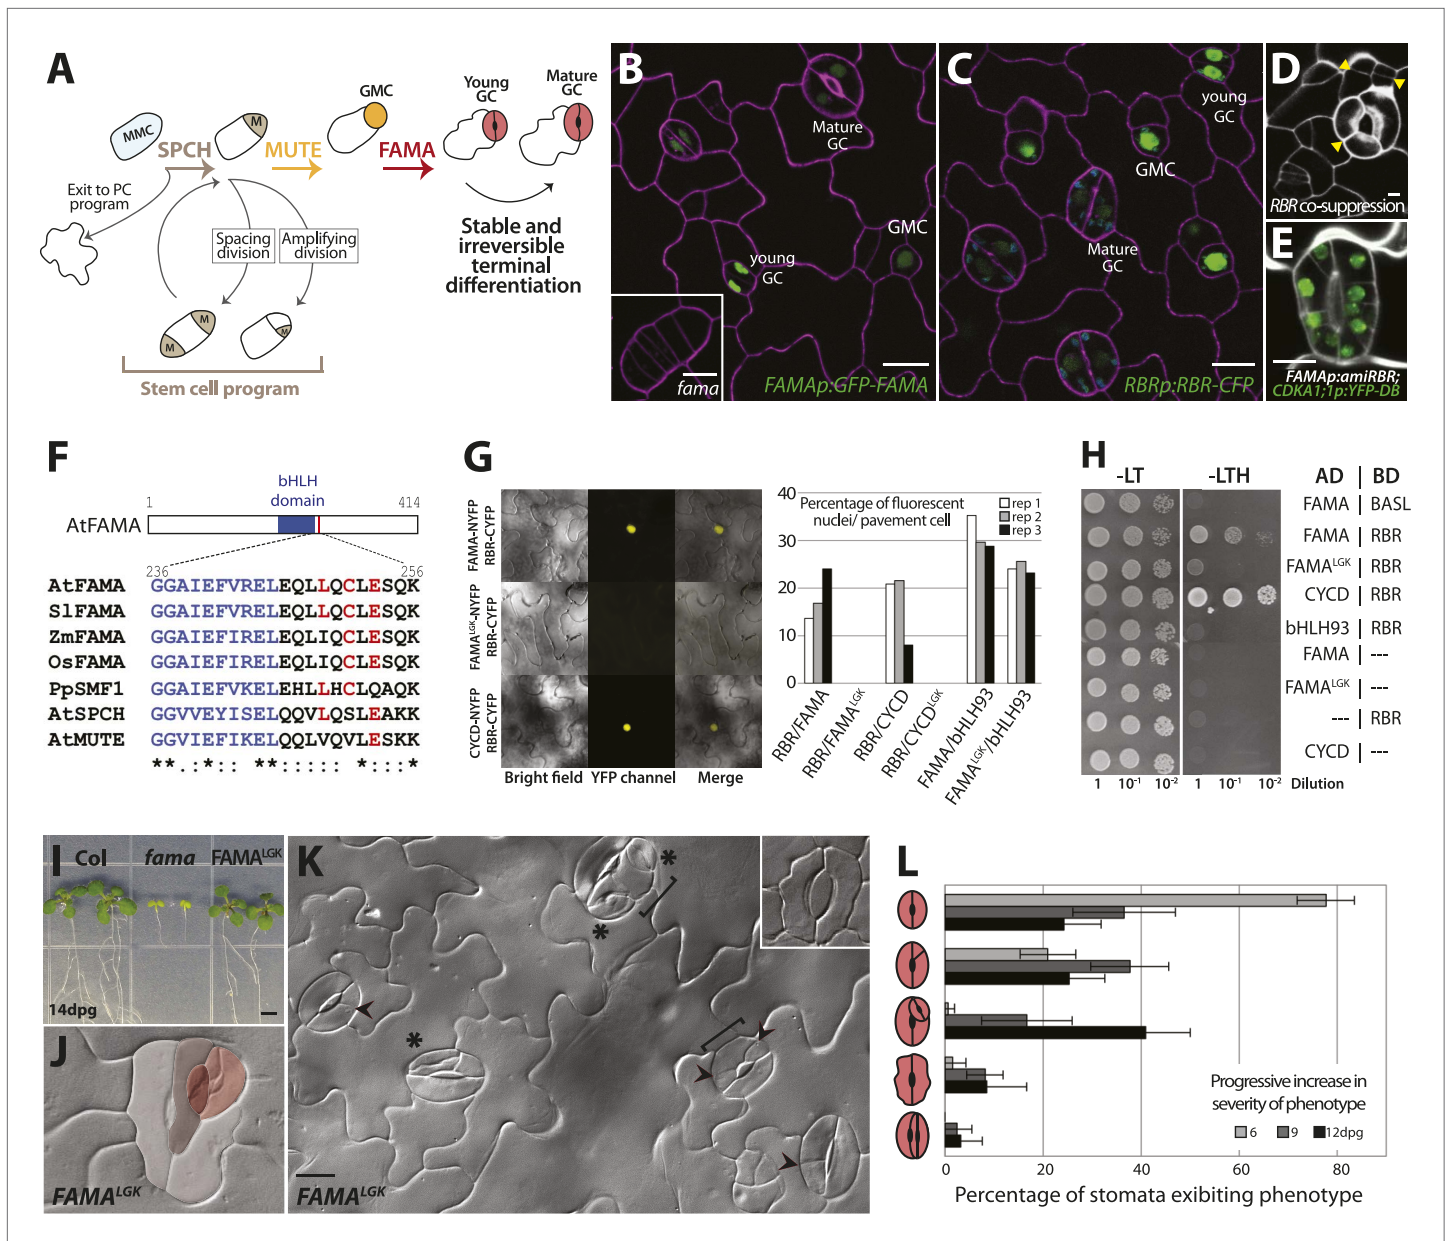 A
MMC
SPCH
M
MUTE
GMC
FAMA
Young
GC
Mature
GC
Exit to PC
program
Spacing
division
Amplifying
division
M
M
M
Stem cell program
Stable and
irreversible
terminal
differentiation
B
Mature
GC
GMC
young
GC
fama
FAMAp:GFP-FAMA
C
young
GC
GMC
Mature
GC
RBRp:RBR-CFP
D
RBR co-suppression
E
FAMAp:amiRBR;
CDKA1;1p:YFP-DB
F
bHLH
domain
1
414
AtFAMA
236
256
AtFAMA GGAIEFVRELEQLLQCLESQK
SlFAMA GGAIEFVRELEQLLQCLESQK
ZmFAMA GGAIEFIRELEQLIQCLESQK
OsFAMA GGAIEFIRELEQLIQCLESQK
PpSMF1 GGAIEFVKELEHLLHCLQAQK
AtSPCH GGVVEYISELQQVLQSLEAKK
AtMUTE GGVIEFIKELQQLVQVLESKK
**.:*:: **::::: *:::*
G
FAMA-NYFP
RBR-CYFP
FAMALGK-NYFP
RBR-CYFP
CYCD-NYFP
RBR-CYFP
Bright field YFP channel Merge
Percentage of fluorescent
nuclei/ pavement cell
rep 1
rep 2
rep 3
40
30
20
10
0
RBR/FAMA
RBR/FAMALGK
RBR/CYCD
RBR/CYCDLGK
FAMA/bHLH93
FAMALGK/bHLH93
H
-LT -LTH AD BD
FAMA BASL
FAMA RBR
FAMALGK RBR
CYCD RBR
bHLH93 RBR
FAMA ---
FAMALGK ---
--- RBR
CYCD ---
1 10-1 10-2 1 10-1 10-2 Dilution
I
Col fama FAMALGK
14dpg
J
FAMALGK
K
*
*
*
FAMALGK
L
Progressive increase in
severity of phenotype
6 9 12dpg
0 20 40 60 80
Percentage of stomata exibiting phenotype